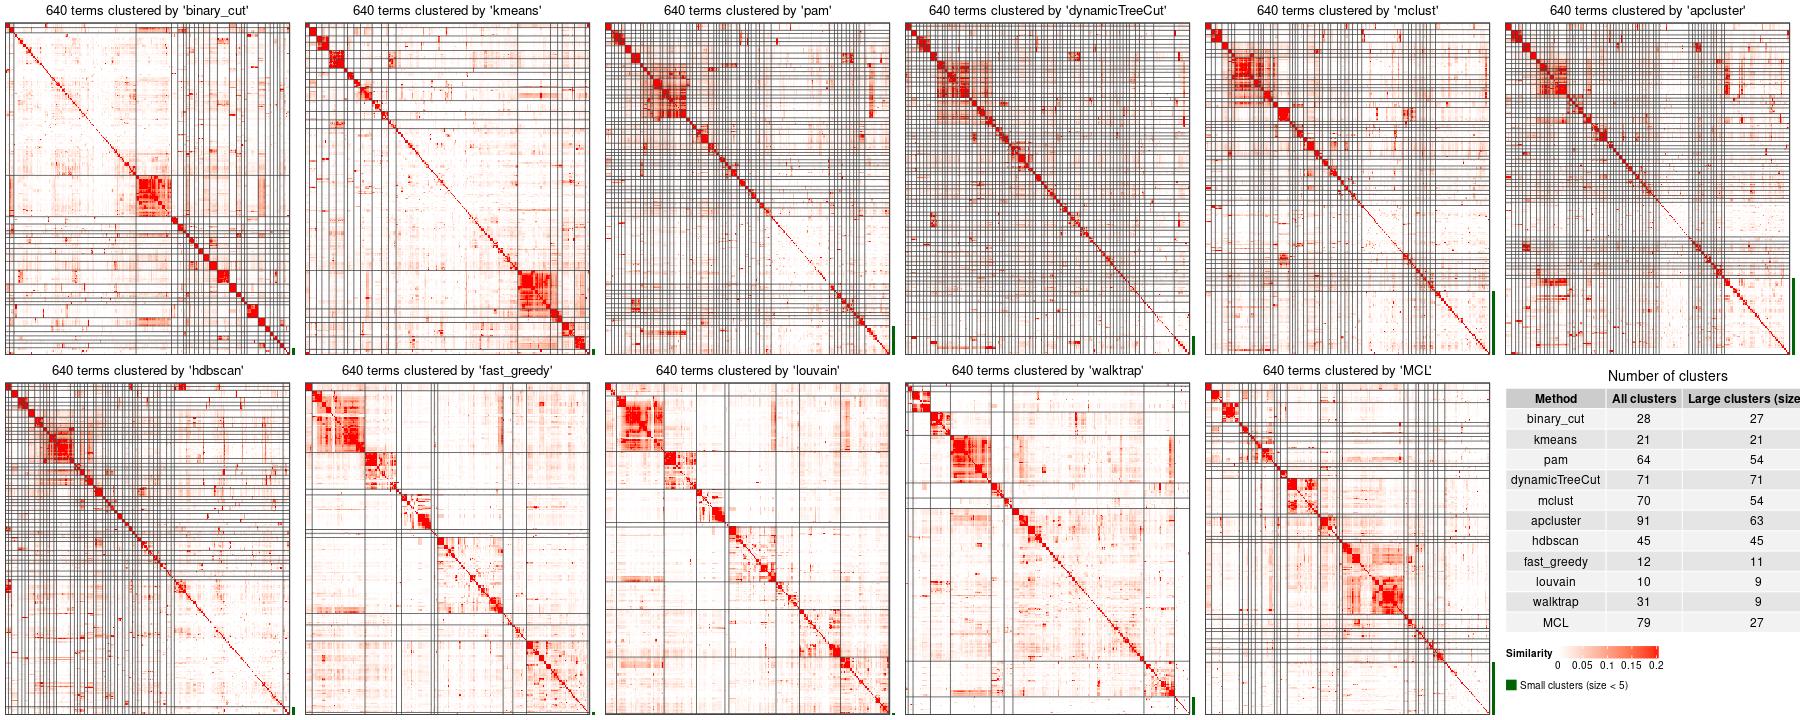 640 terms clustered by 'binary_cut'
640 terms clustered by 'kmeans'
640 terms clustered by 'pam'
640 terms clustered by 'dynamicTreeCut'
640 terms clustered by 'mclust'
640 terms clustered by 'apcluster'
640 terms clustered by 'hdbscan'
640 terms clustered by 'fast_greedy'
640 terms clustered by 'louvain'
640 terms clustered by 'walktrap'
640 terms clustered by 'MCL'
Number of clusters
Method All clusters Large clusters (size
binary_cut 28 27
kmeans 21 21
pam 64 54
dynamicTreeCut 71 71
mclust 70 54
apcluster 91 63
hdbscan 45 45
fast_greedy 12 11
louvain 10 9
walktrap 31 9
MCL 79 27
Similarity
0 0.05 0.1 0.15 0.2
Small clusters (size < 5)